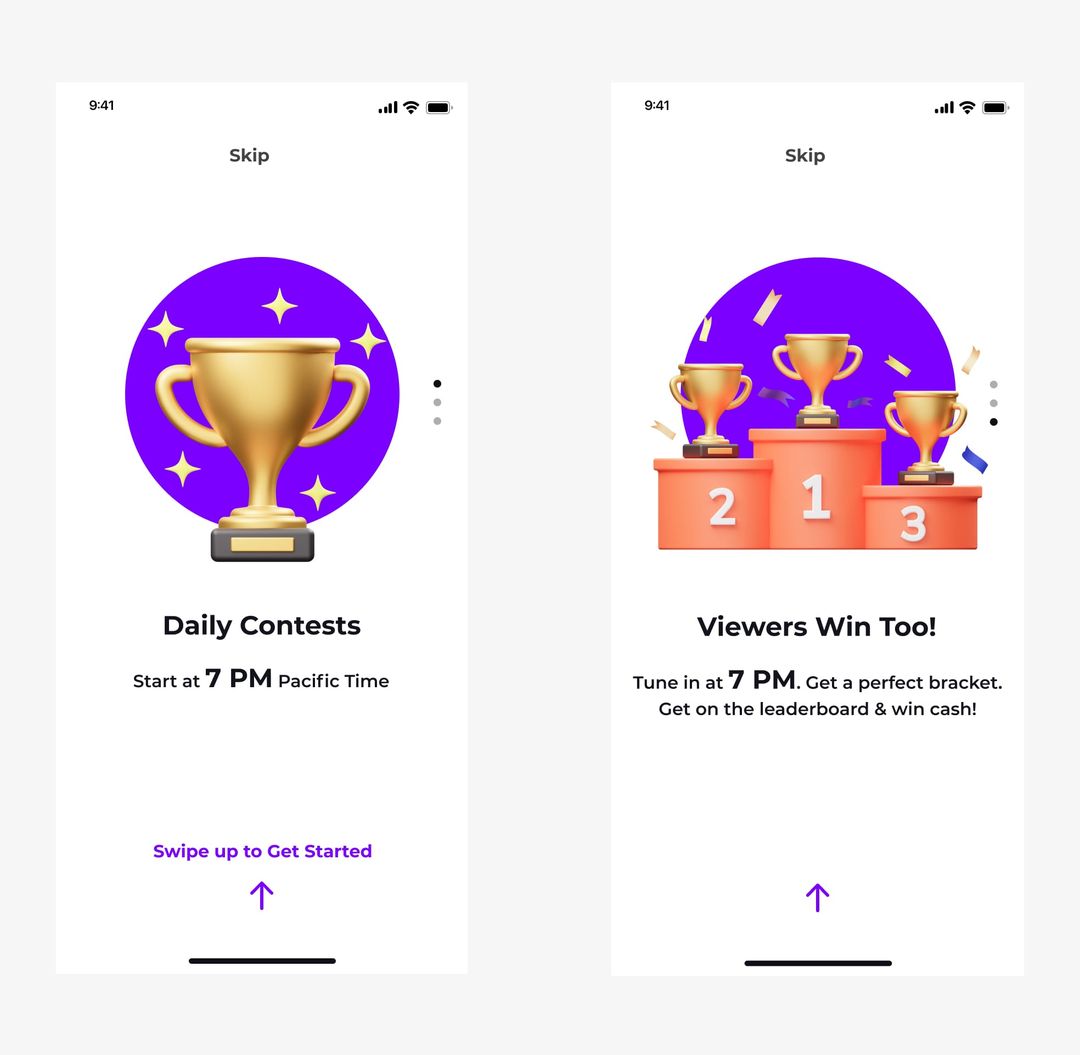 9:41
Skip
Daily Contests
Start at 7 PM Pacific Time
Swipe up to Get Started
9:41
Skip
2
1
3
Viewers Win Too!
Tune in at 7 PM. Get a perfect bracket.
Get on the leaderboard & win cash!